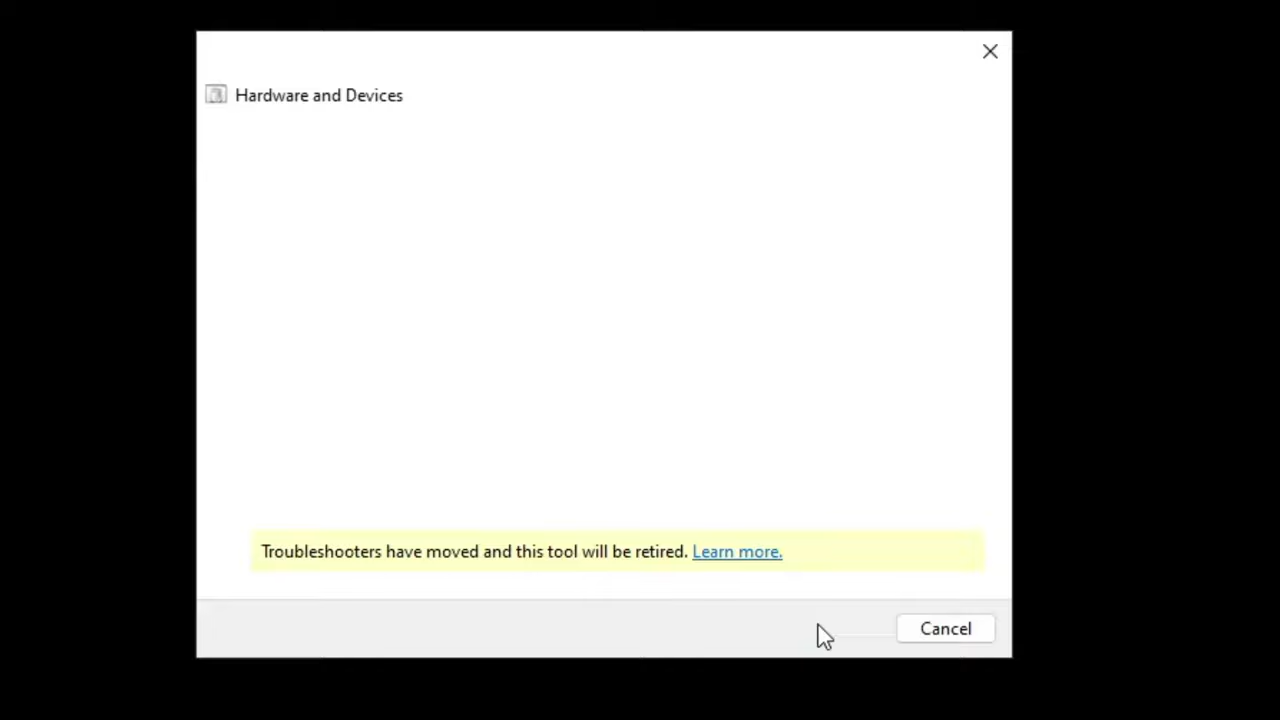 Hardware and Devices
Troubleshooters have moved and this tool will be retired. Learn more.
Cancel